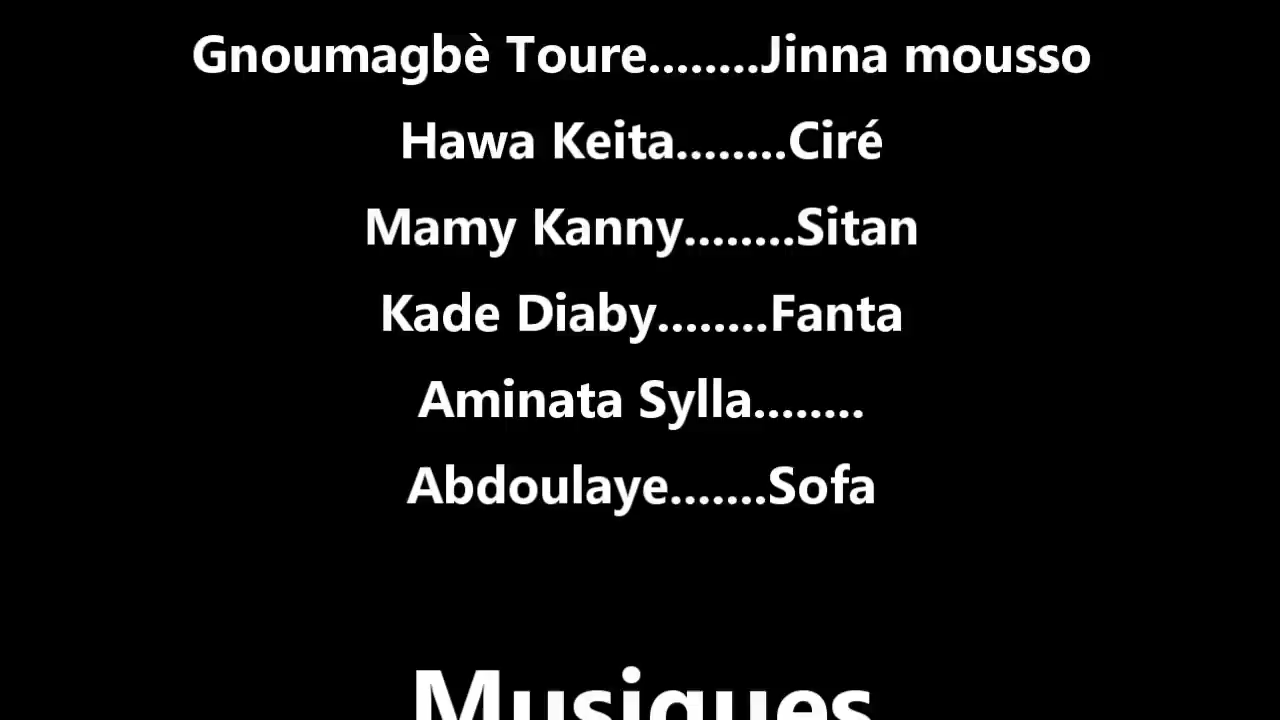 Gnoumagbè Toure........Jinna mousso
Hawa Keita........Ciré
Mamy Kanny........Sitan
Kade Diaby........Fanta
Aminata Sylla........
Abdoulaye.......Sofa
Musiques